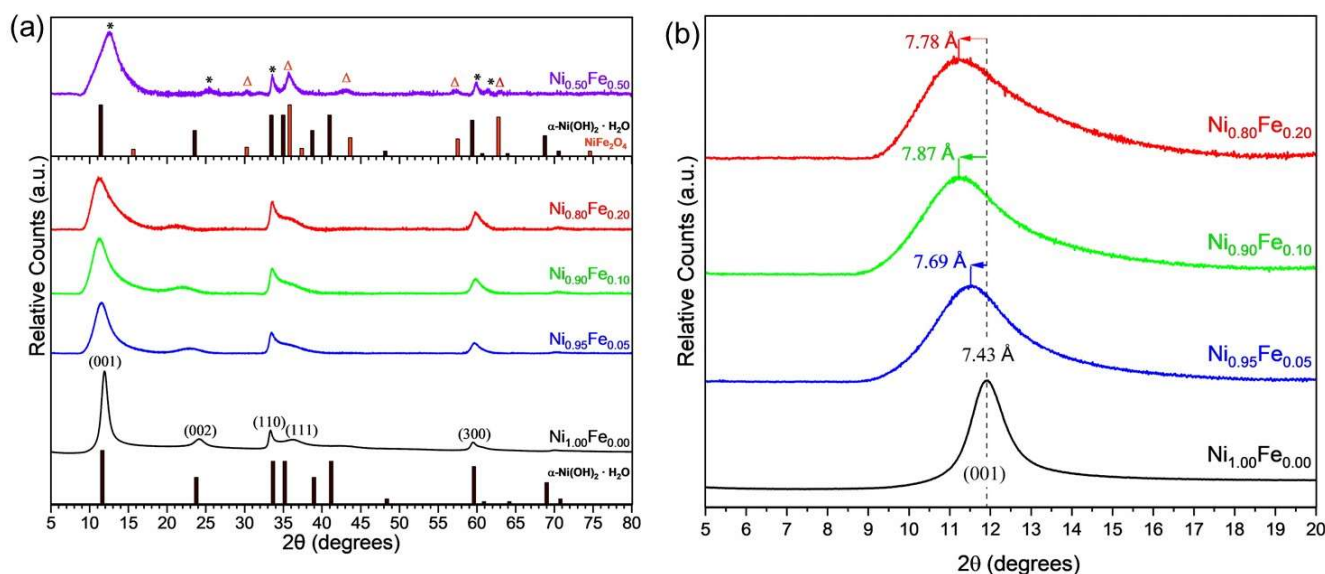 (a)
Relative Counts (a.u.)
* * Δ * Δ Δ Δ * * Δ
Ni0.50Fe0.50
α-Ni(OH)2 · H2O
NiFe2O4
Ni0.80Fe0.20
Ni0.90Fe0.10
Ni0.95Fe0.05
(001) (002) (110) (111) (300)
Ni1.00Fe0.00
α-Ni(OH)2 · H2O
5 10 15 20 25 30 35 40 45 50 55 60 65 70 75 80
2θ (degrees)
(b)
Relative Counts (a.u.)
7.78 Å
Ni0.80Fe0.20
7.87 Å
Ni0.90Fe0.10
7.69 Å
Ni0.95Fe0.05
7.43 Å
Ni1.00Fe0.00
(001)
5 6 7 8 9 10 11 12 13 14 15 16 17 18 19 20
2θ (degrees)